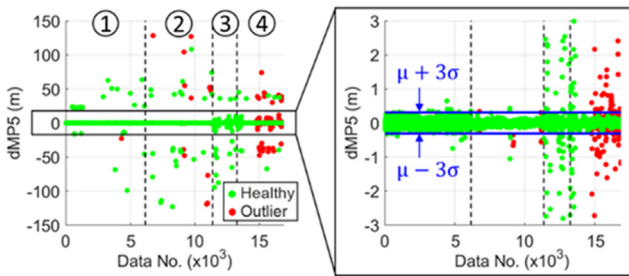 ① ② ③ ④
150
100
50
0
-50
-100
-150
dMP5 (m)
0 5 10 15
Data No. (x10³)
Healthy
Outlier
3
2
1
0
-1
-2
-3
dMP5 (m)
μ + 3σ
μ − 3σ
0 5 10 15
Data No. (x10³)